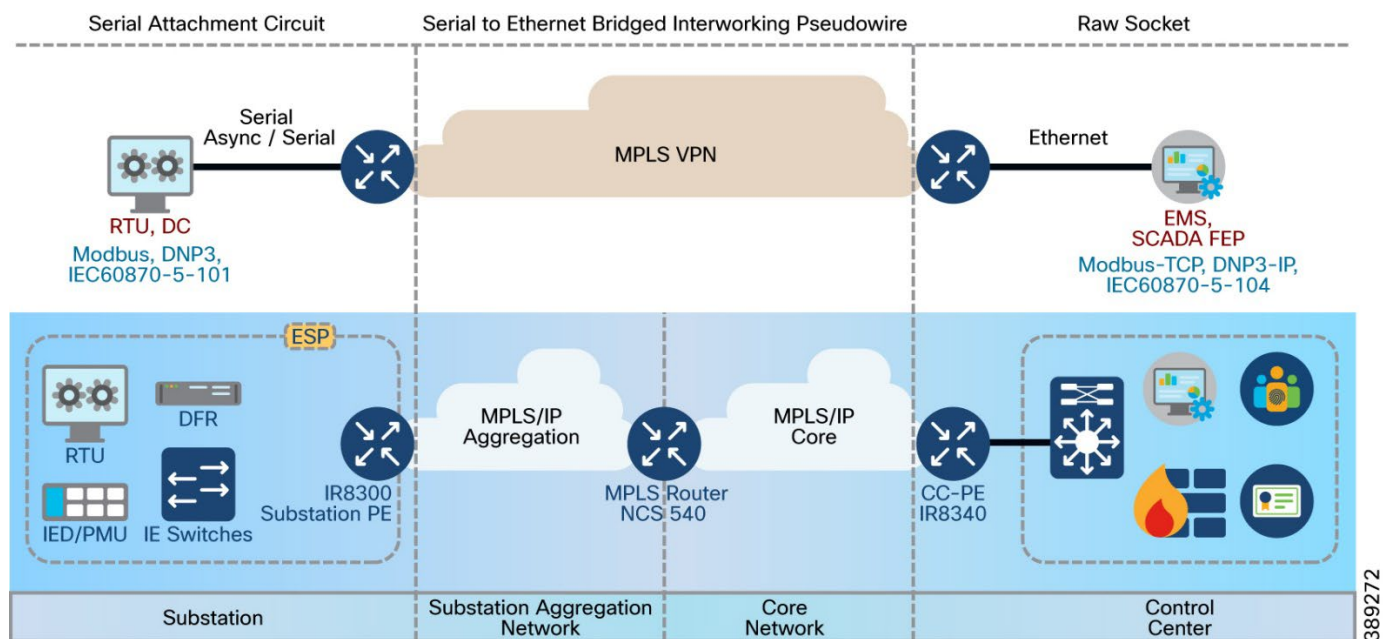 Serial Attachment Circuit
Serial to Ethernet Bridged Interworking Pseudowire
Raw Socket
Serial
Async / Serial
MPLS VPN
Ethernet
RTU, DC
Modbus, DNP3,
IEC60870-5-101
EMS,
SCADA FEP
Modbus-TCP, DNP3-IP,
IEC60870-5-104
ESP
RTU
DFR
IED/PMU
IE Switches
IR8300
Substation PE
MPLS/IP
Aggregation
MPLS Router
NCS 540
MPLS/IP
Core
CC-PE
IR8340
Substation
Substation Aggregation
Network
Core
Network
Control
Center
389272